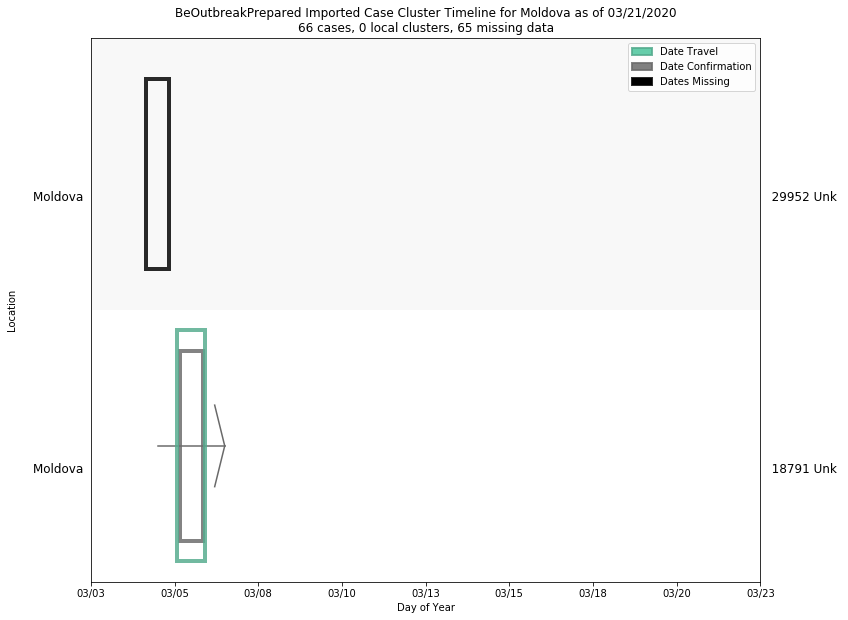 BeOutbreakPrepared Imported Case Cluster Timeline for Moldova as of 03/21/2020
66 cases, 0 local clusters, 65 missing data
Date Travel
Date Confirmation
Dates Missing
Moldova
29952 Unk
Location
Moldova
18791 Unk
03/03 03/05 03/08 03/10 03/13 03/15 03/18 03/20 03/23
Day of Year